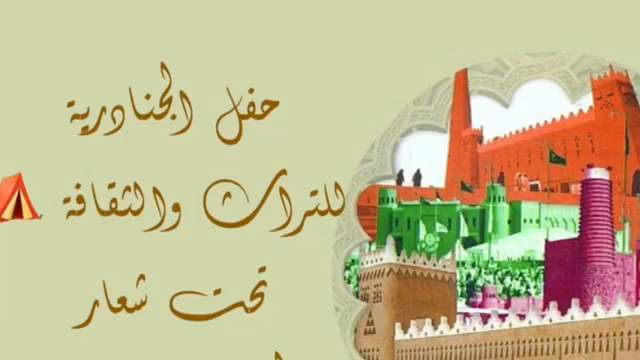 حفل الجنادرية
للتراث والثقافة
تحت شعار